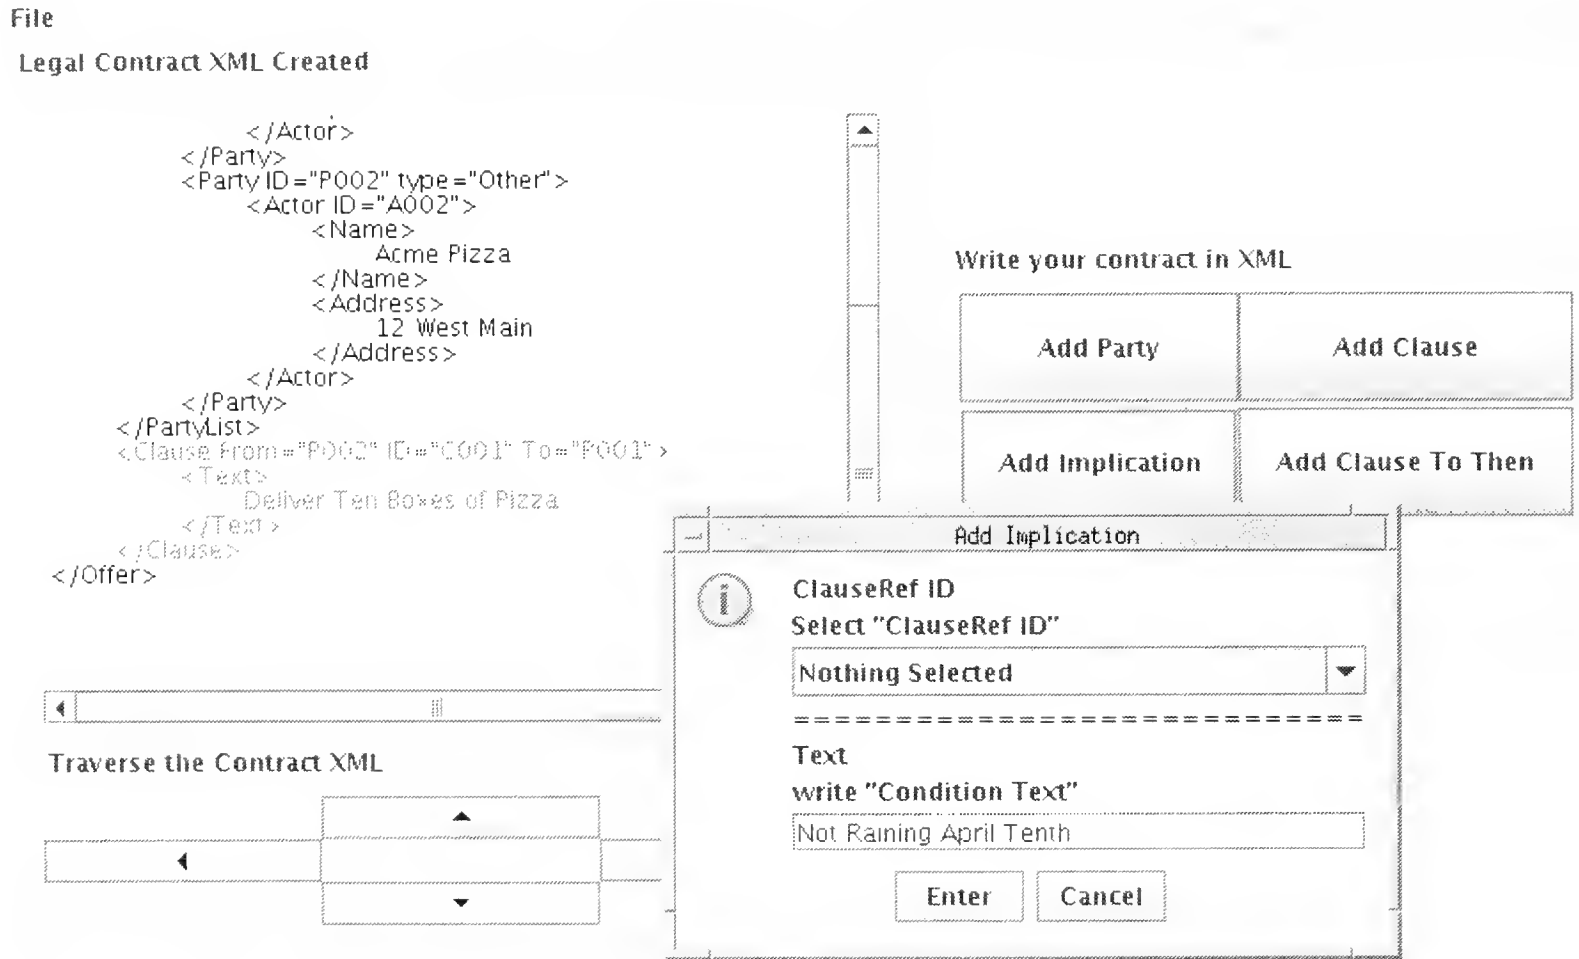 File
Legal Contract XML Created
</Actor>
</Party>
<Party ID="P002" type="Other">
<Actor ID="A002">
<Name>
Acme Pizza
</Name>
<Address>
12 West Main
</Address>
</Actor>
</Party>
</PartyList>
<Clause From="P002" ID="C001" To="P001">
<Text>
Deliver Ten Boxes of Pizza
</Text>
</Clause>
</Offer>
Traverse the Contract XML
Write your contract in XML
Add Party
Add Clause
Add Implication
Add Clause To Then
Add Implication
ClauseRef ID
Select "ClauseRef ID"
Nothing Selected
============================
Text
write "Condition Text"
Not Raining April Tenth
Enter
Cancel